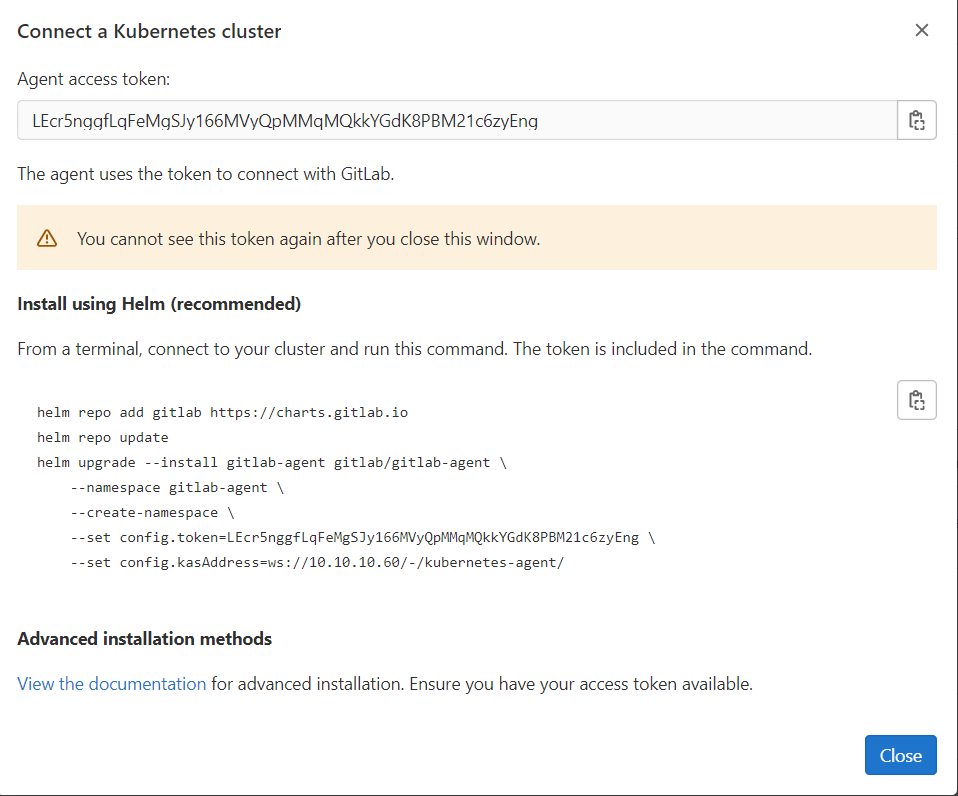 Connect a Kubernetes cluster
Agent access token:
LEcr5nggfLqFeMgSJy166MVyQpMMqMQkkYGdK8PBM21c6zyEng
The agent uses the token to connect with GitLab.
You cannot see this token again after you close this window.
Install using Helm (recommended)
From a terminal, connect to your cluster and run this command. The token is included in the command.
helm repo add gitlab https://charts.gitlab.io
helm repo update
helm upgrade --install gitlab-agent gitlab/gitlab-agent \
    --namespace gitlab-agent \
    --create-namespace \
    --set config.token=LEcr5nggfLqFeMgSJy166MVyQpMMqMQkkYGdK8PBM21c6zyEng \
    --set config.kasAddress=ws://10.10.10.60/-/kubernetes-agent/
Advanced installation methods
View the documentation for advanced installation. Ensure you have your access token available.
Close